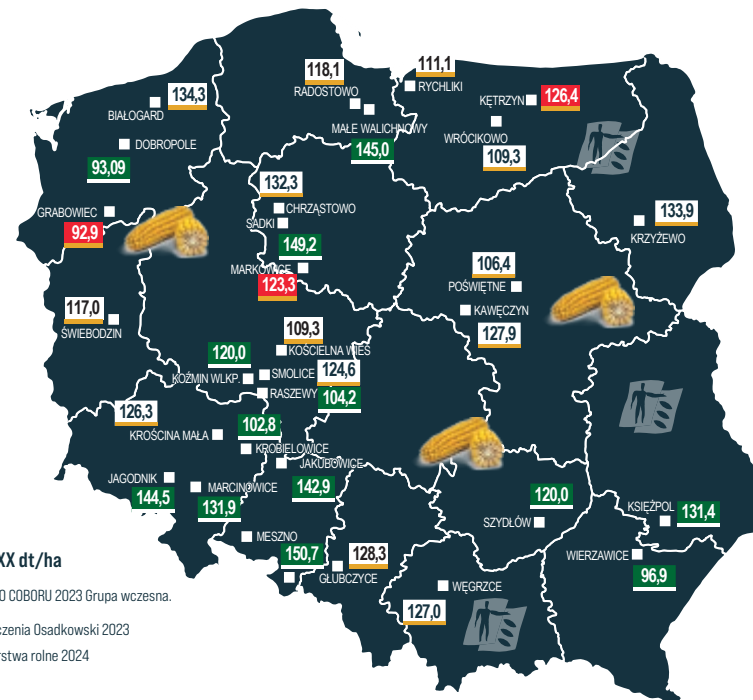 111,1
RYCHLIKI
118,1
RADOSTOWO
KĘTRZYN 126,4
134,3
BIAŁOGARD
MAŁE WALICHNOWY
145,0
WRÓCIKOWO
109,3
DOBROPOLE
93,09
132,3
CHRZĄSTOWO
SADKI
149,2
GRABOWIEC
92,9
133,9
KRZYŻEWO
MARKOWICE
123,3
106,4
POŚWIĘTNE
KAWĘCZYN
127,9
117,0
ŚWIEBODZIN
109,3
KOŚCIELNA WIEŚ
120,0
KOŹMIN WLKP.
SMOLICE 124,6
RASZEWY 104,2
126,3
KROŚCINA MAŁA
102,8
KROBIELOWICE
JAKUBOWICE
142,9
JAGODNIK
144,5
MARCINOWICE
131,9
SZYDŁÓW
120,0
KSIĘŻPOL
131,4
MESZNO
150,7
128,3
GŁUBCZYCE
WIERZAWICE
96,9
WĘGRZCE
127,0
XX dt/ha
O COBORU 2023 Grupa wczesna.
czenia Osadkowski 2023
rstwa rolne 2024